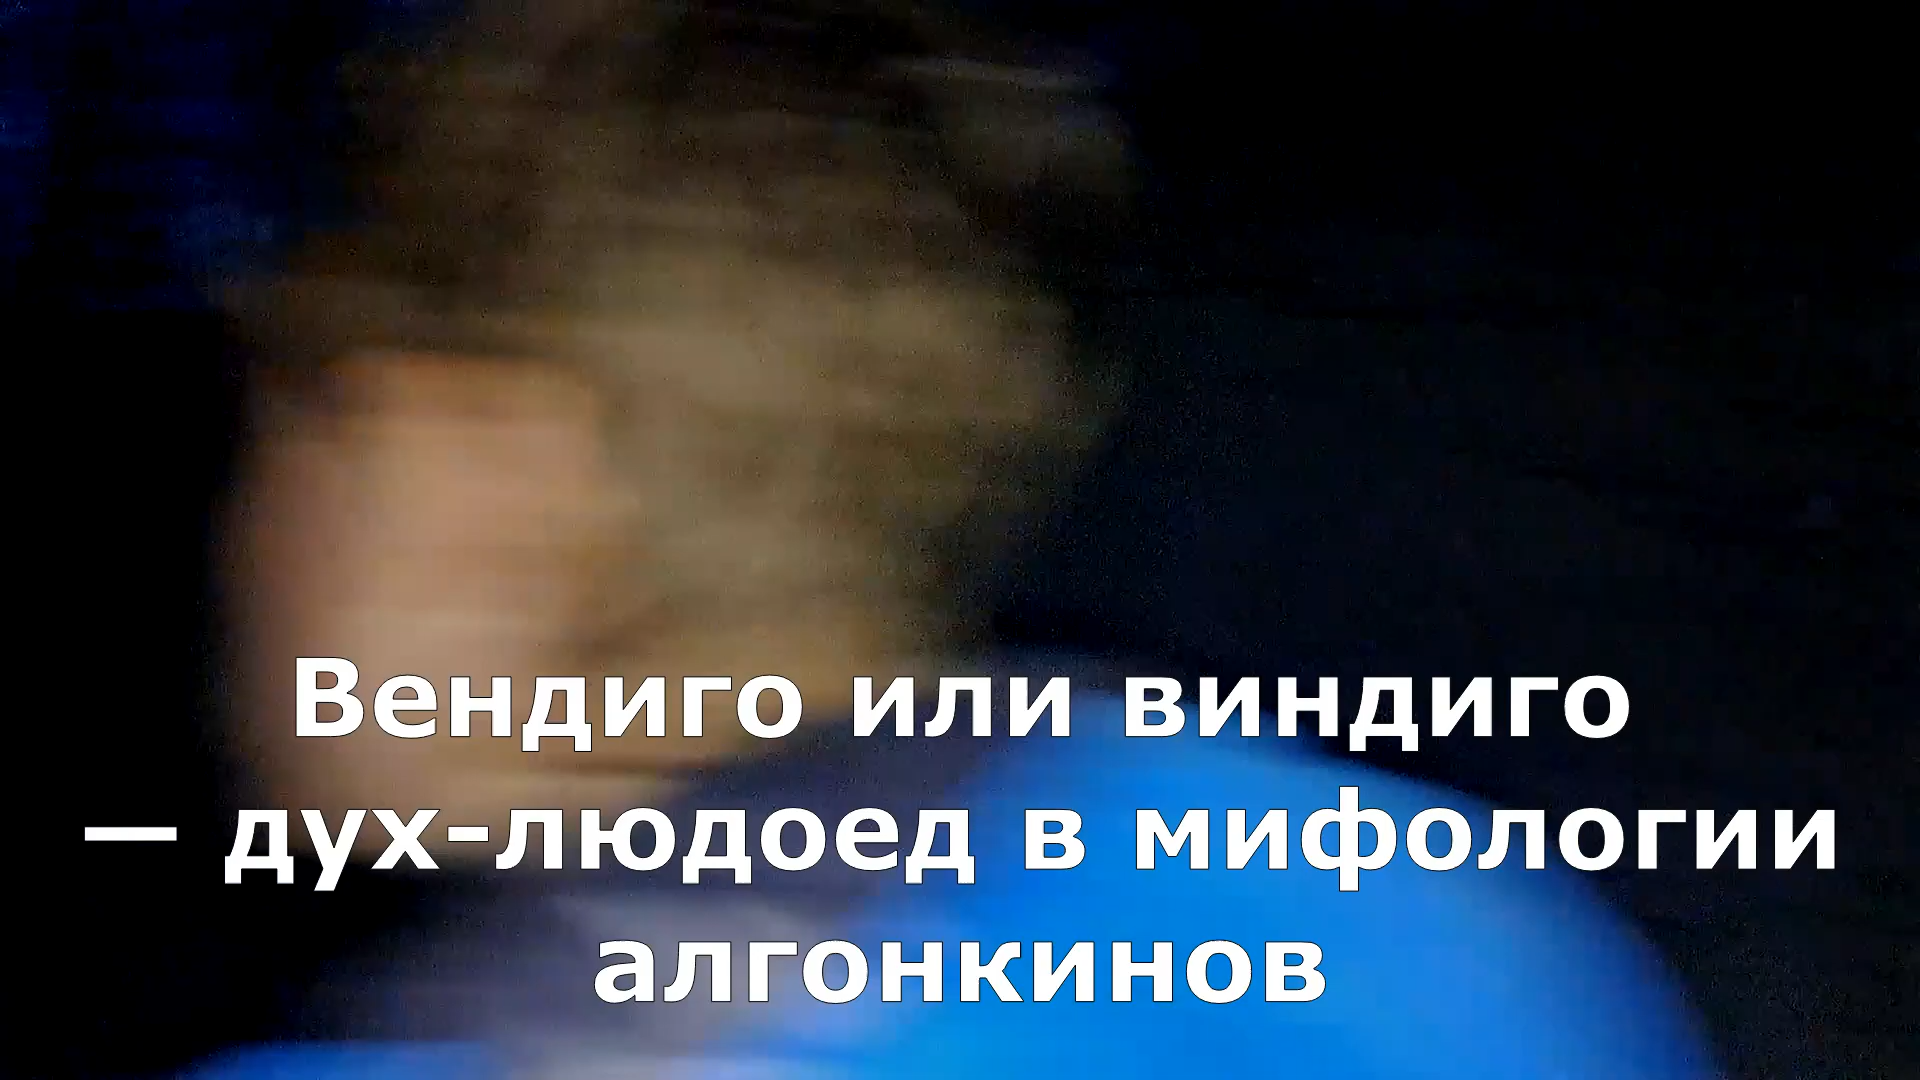 Вендиго или виндиго
— дух-людоед в мифологии
алгонкинов